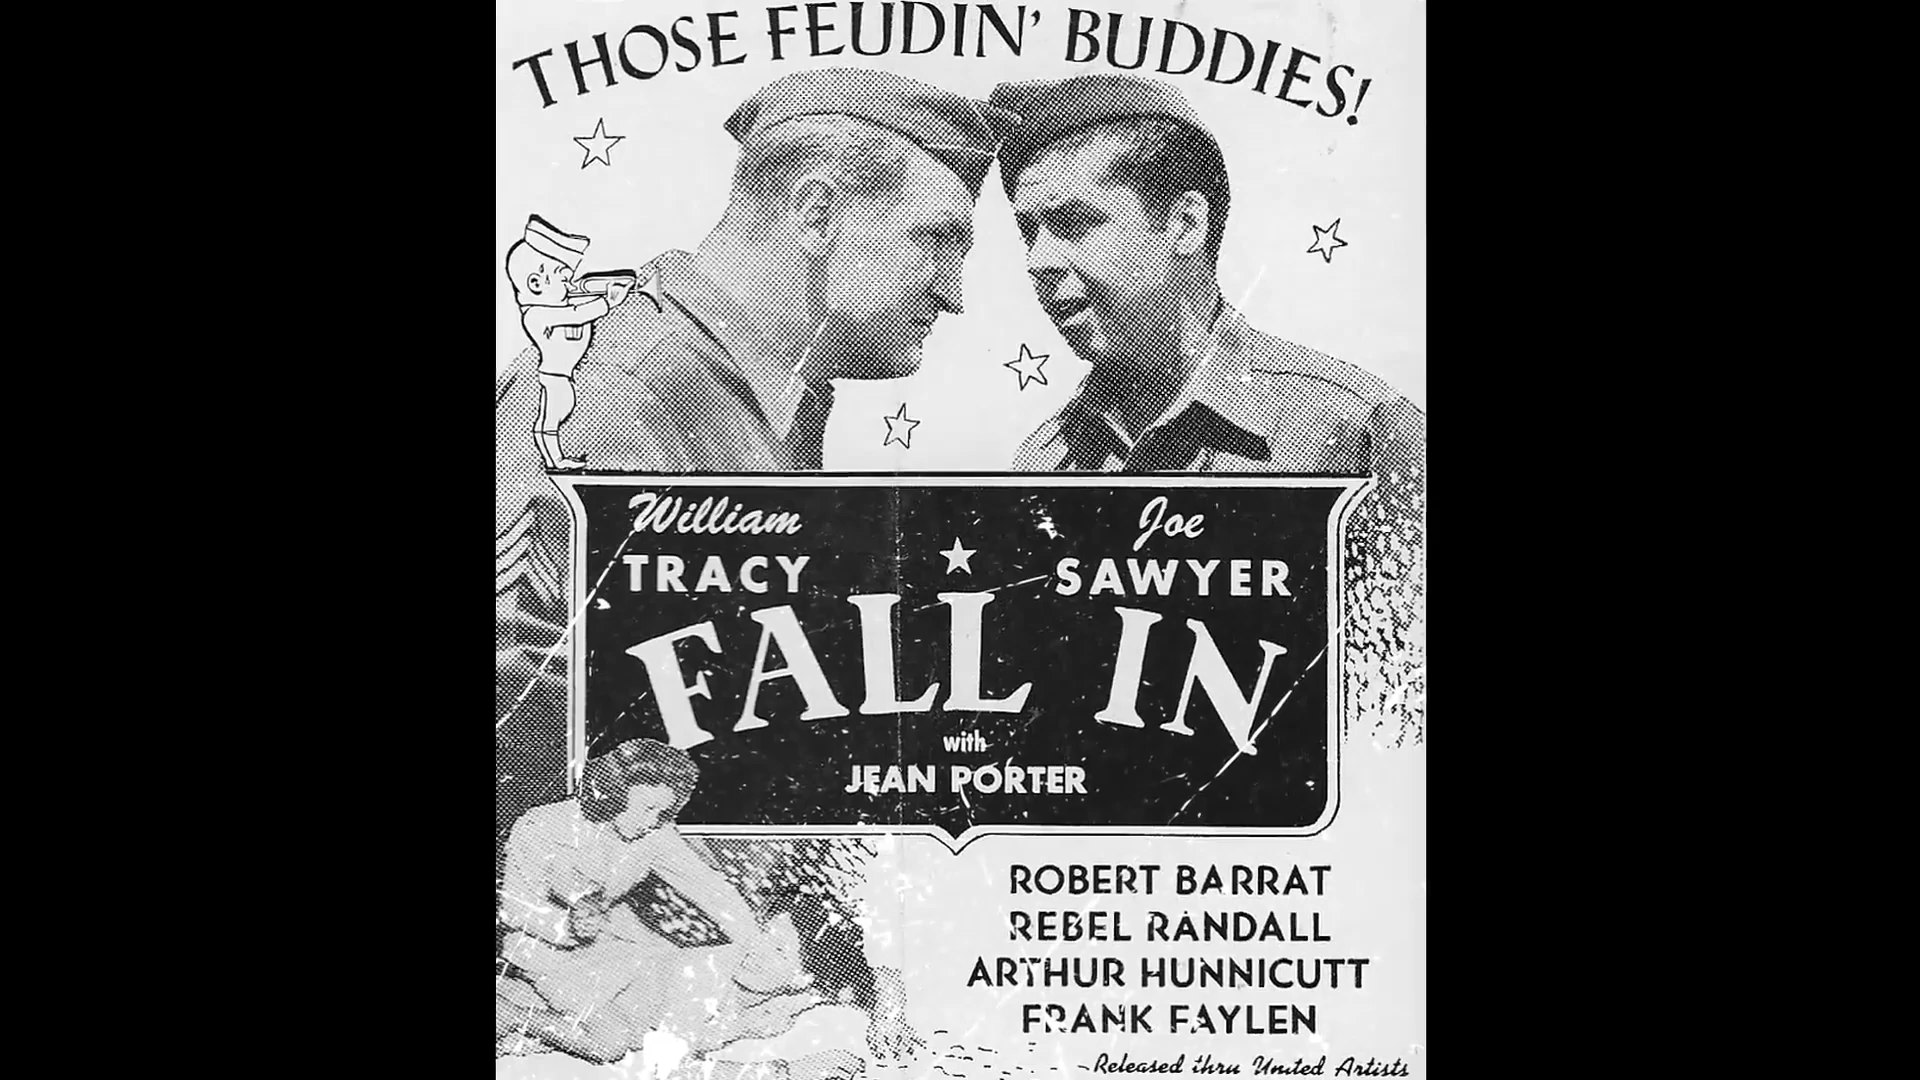 THOSE FEUDIN' BUDDIES!
William
TRACY
Joe
SAWYER
FALL IN
with
JEAN PORTER
ROBERT BARRAT
REBEL RANDALL
ARTHUR HUNNICUTT
FRANK FAYLEN
Released thru United Artists